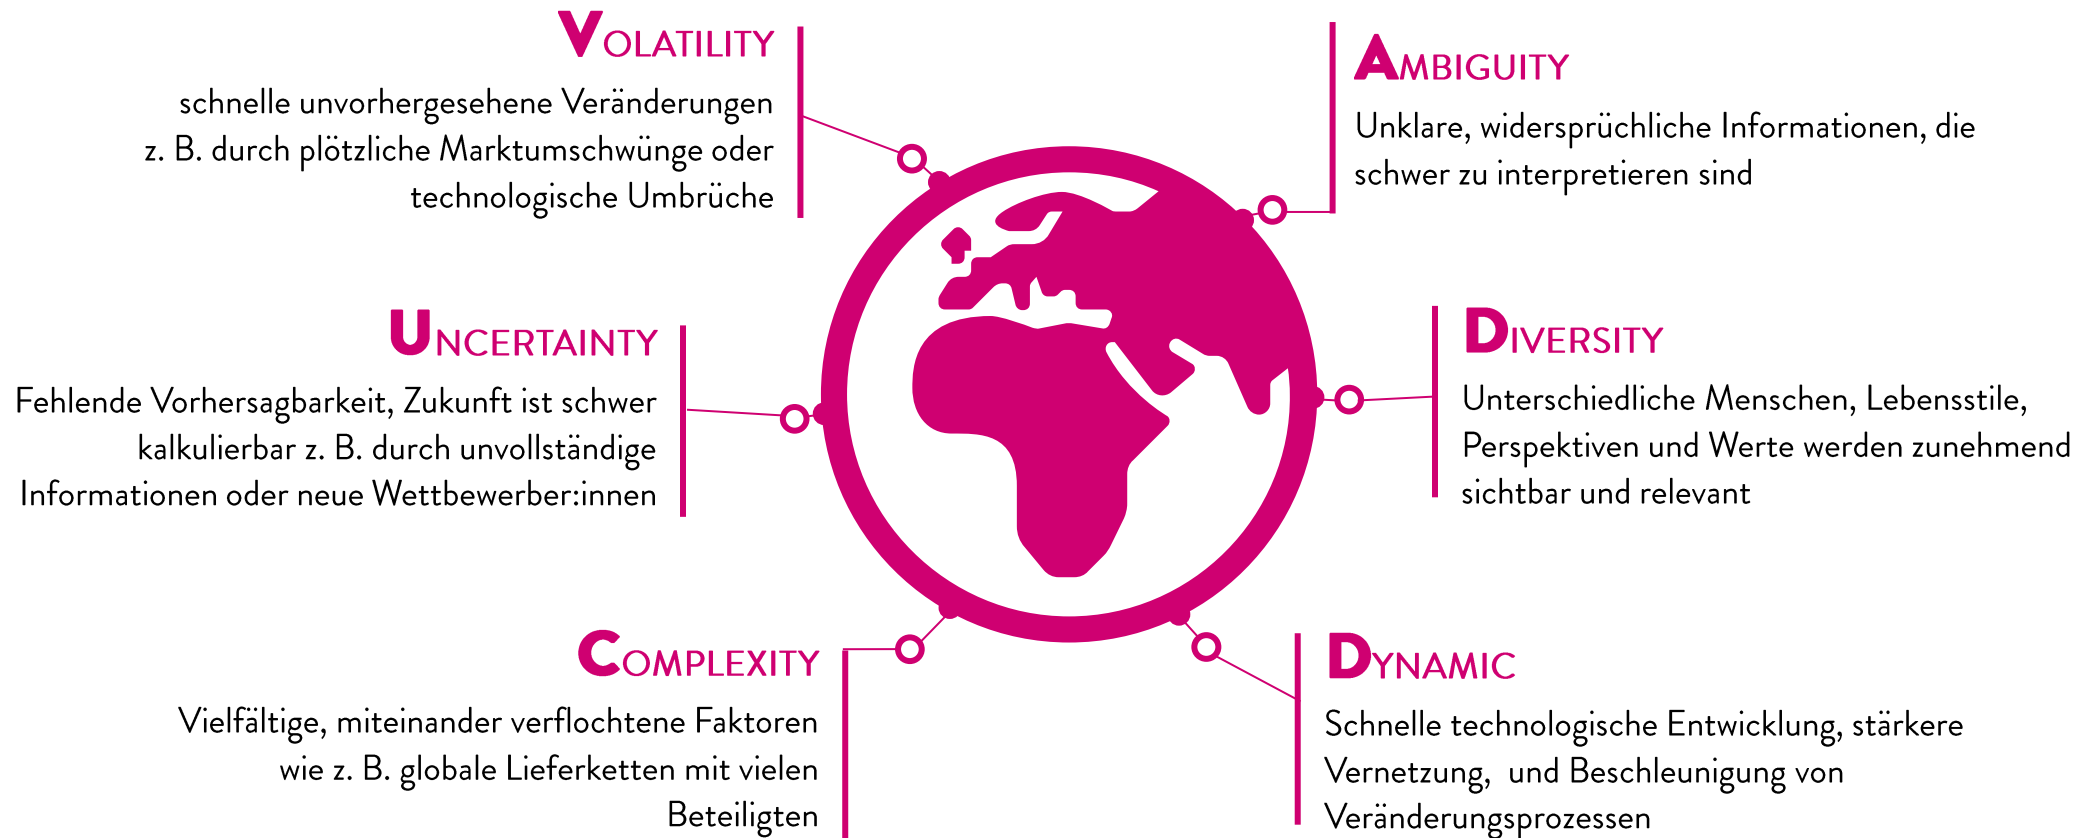 VOLATILITY
schnelle unvorhergesehene Veränderungen
z. B. durch plötzliche Marktumschwünge oder
technologische Umbrüche
UNCERTAINTY
Fehlende Vorhersagbarkeit, Zukunft ist schwer
kalkulierbar z. B. durch unvollständige
Informationen oder neue Wettbewerber:innen
COMPLEXITY
Vielfältige, miteinander verflochtene Faktoren
wie z. B. globale Lieferketten mit vielen
Beteiligten
AMBIGUITY
Unklare, widersprüchliche Informationen, die
schwer zu interpretieren sind
DIVERSITY
Unterschiedliche Menschen, Lebensstile,
Perspektiven und Werte werden zunehmend
sichtbar und relevant
DYNAMIC
Schnelle technologische Entwicklung, stärkere
Vernetzung, und Beschleunigung von
Veränderungsprozessen